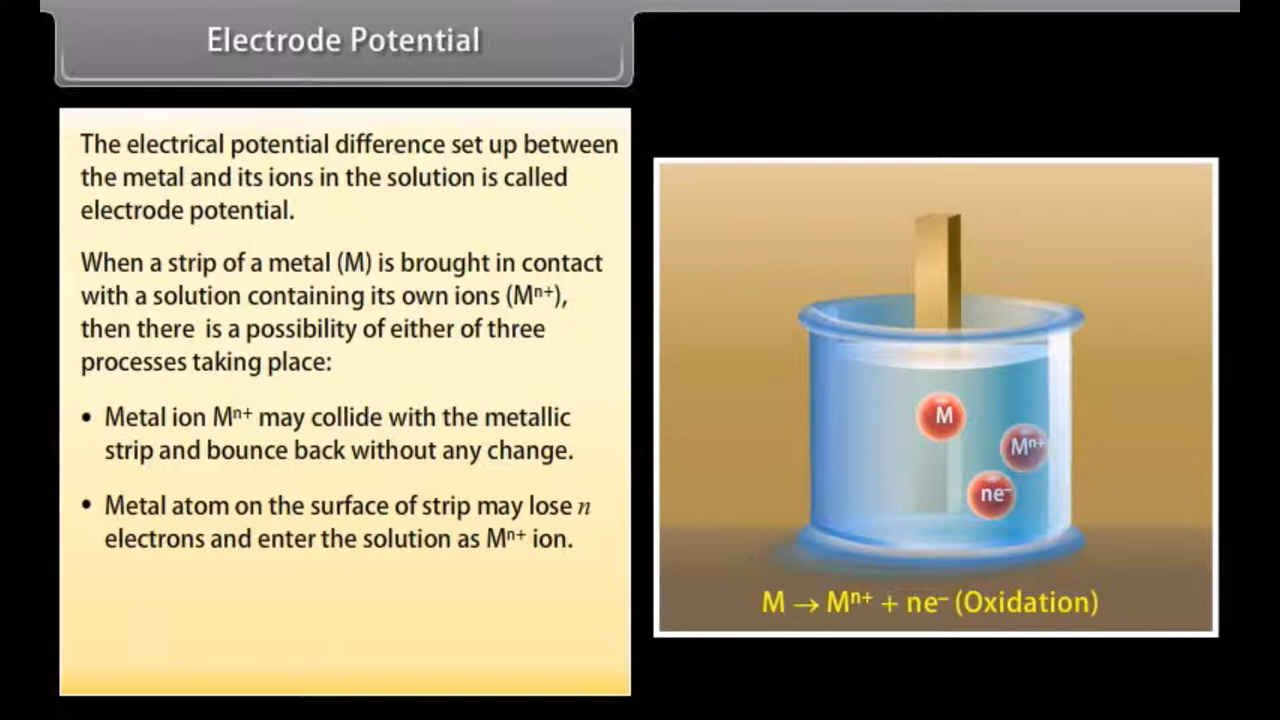 Electrode Potential
The electrical potential difference set up between
the metal and its ions in the solution is called
electrode potential.
When a strip of a metal (M) is brought in contact
with a solution containing its own ions (Mⁿ⁺),
then there is a possibility of either of three
processes taking place:
• Metal ion Mⁿ⁺ may collide with the metallic
strip and bounce back without any change.
• Metal atom on the surface of strip may lose n
electrons and enter the solution as Mⁿ⁺ ion.
M
Mⁿ⁺
ne⁻
M → Mⁿ⁺ + ne⁻ (Oxidation)